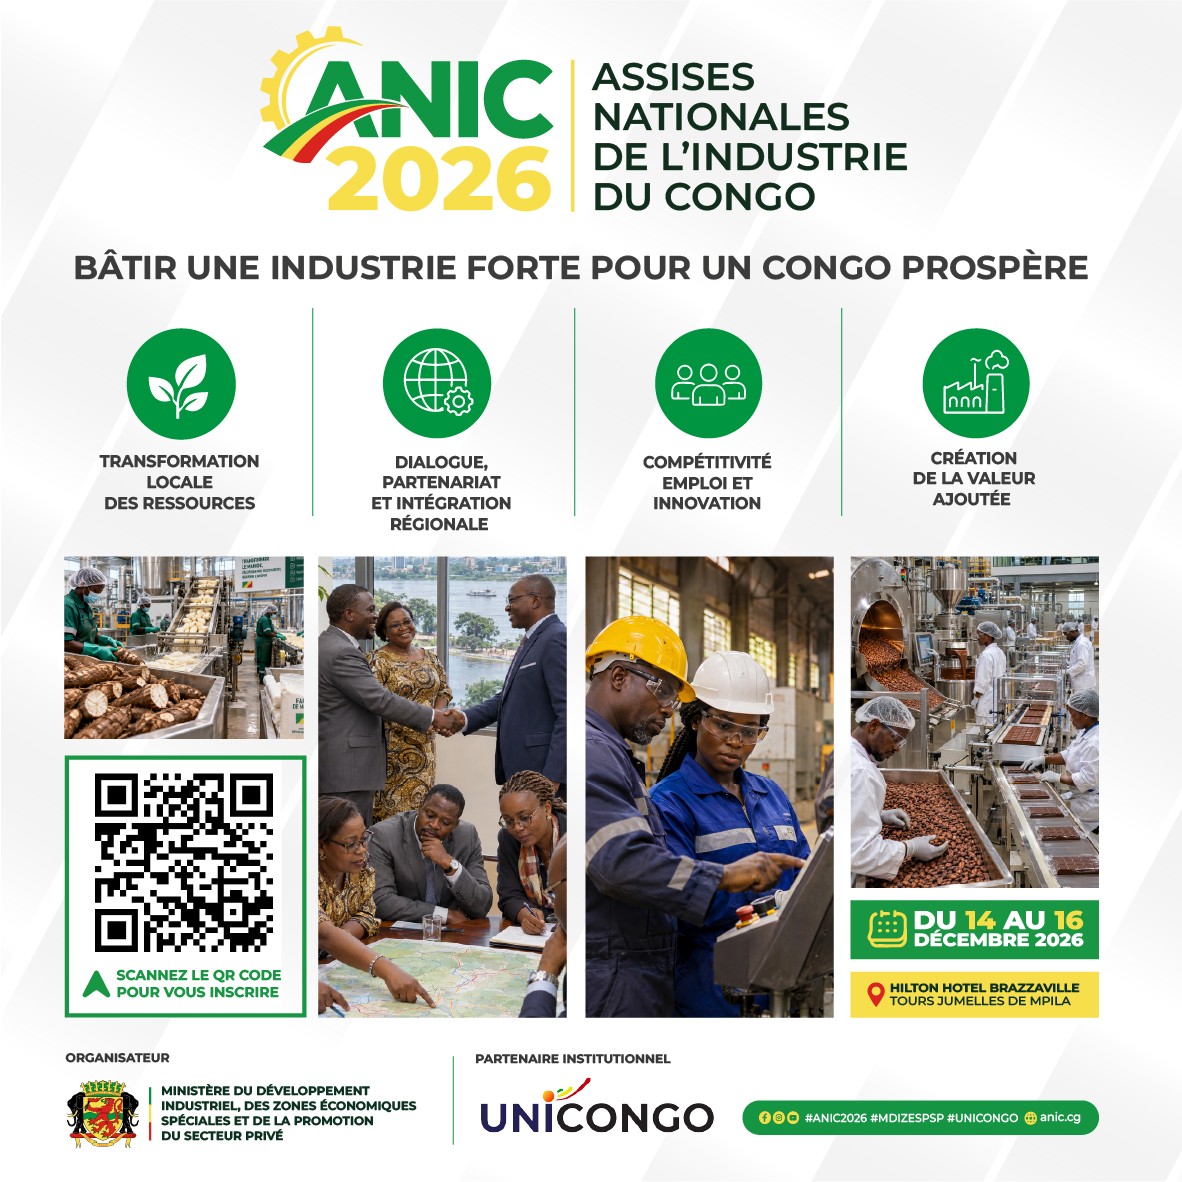 ANIC
2026
ASSISES
NATIONALES
DE L'INDUSTRIE
DU CONGO
BÂTIR UNE INDUSTRIE FORTE POUR UN CONGO PROSPÈRE
TRANSFORMATION
LOCALE
DES RESSOURCES
DIALOGUE,
PARTENARIAT
ET INTÉGRATION
RÉGIONALE
COMPÉTITIVITÉ
EMPLOI ET
INNOVATION
CRÉATION
DE LA VALEUR
AJOUTÉE
SCANNEZ LE QR CODE
POUR VOUS INSCRIRE
DU 14 AU 16
DÉCEMBRE 2026
HILTON HOTEL BRAZZAVILLE
TOURS JUMELLES DE MPILA
ORGANISATEUR
MINISTÈRE DU DÉVELOPPEMENT
INDUSTRIEL, DES ZONES ÉCONOMIQUES
SPÉCIALES ET DE LA PROMOTION
DU SECTEUR PRIVÉ
PARTENAIRE INSTITUTIONNEL
UNICONGO
#ANIC2026 #MDIZESPSP #UNICONGO anic.cg